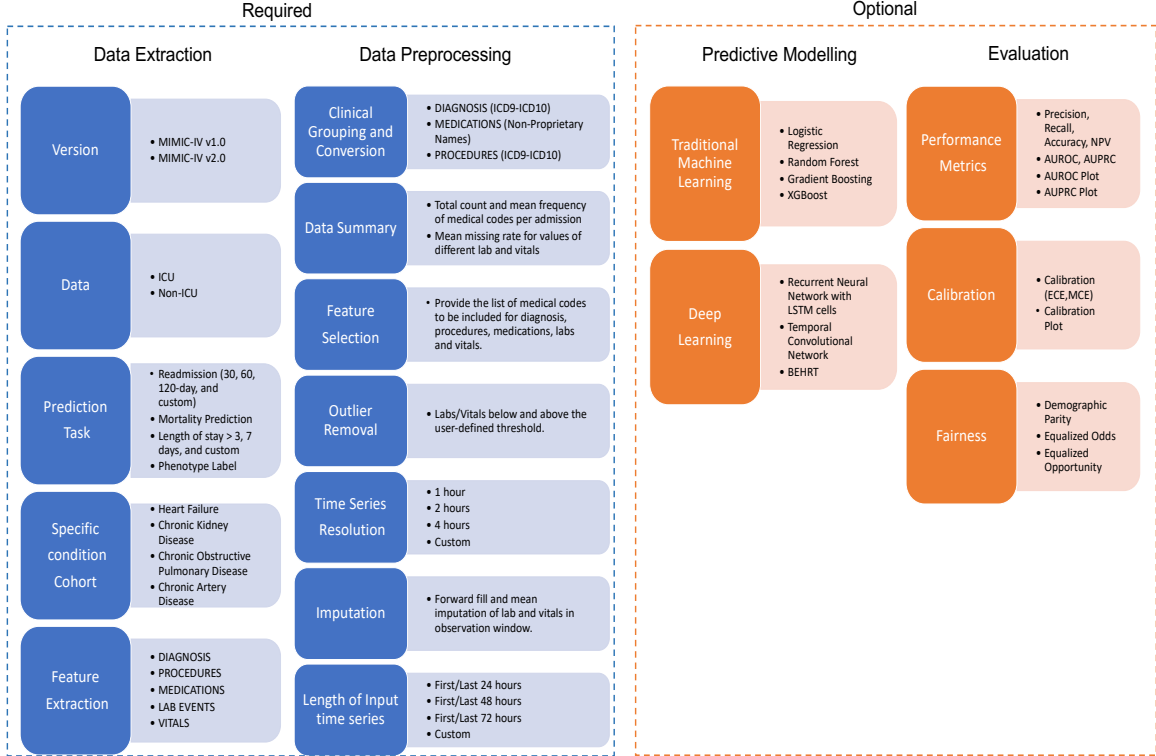 Required
Data Extraction
Version
• MIMIC-IV v1.0
• MIMIC-IV v2.0
Data
• ICU
• Non-ICU
Prediction
Task
• Readmission (30, 60,
120-day, and
custom)
• Mortality Prediction
• Length of stay > 3, 7
days, and custom
• Phenotype Label
Specific
condition
Cohort
• Heart Failure
• Chronic Kidney
Disease
• Chronic Obstructive
Pulmonary Disease
• Chronic Artery
Disease
Feature
Extraction
• DIAGNOSIS
• PROCEDURES
• MEDICATIONS
• LAB EVENTS
• VITALS
Data Preprocessing
Clinical
Grouping and
Conversion
• DIAGNOSIS (ICD9-ICD10)
• MEDICATIONS (Non-Proprietary
Names)
• PROCEDURES (ICD9-ICD10)
Data Summary
• Total count and mean frequency
of medical codes per admission
• Mean missing rate for values of
different lab and vitals
Feature
Selection
• Provide the list of medical codes
to be included for diagnosis,
procedures, medications, labs
and vitals.
Outlier
Removal
• Labs/Vitals below and above the
user-defined threshold.
Time Series
Resolution
• 1 hour
• 2 hours
• 4 hours
• Custom
Imputation
• Forward fill and mean
imputation of lab and vitals in
observation window.
Length of Input
time series
• First/Last 24 hours
• First/Last 48 hours
• First/Last 72 hours
• Custom
Optional
Predictive Modelling
Traditional
Machine
Learning
• Logistic
Regression
• Random Forest
• Gradient Boosting
• XGBoost
Deep
Learning
• Recurrent Neural
Network with
LSTM cells
• Temporal
Convolutional
Network
• BEHRT
Evaluation
Performance
Metrics
• Precision,
Recall,
Accuracy, NPV
• AUROC, AUPRC
• AUROC Plot
• AUPRC Plot
Calibration
• Calibration
(ECE,MCE)
• Calibration
Plot
Fairness
• Demographic
Parity
• Equalized Odds
• Equalized
Opportunity